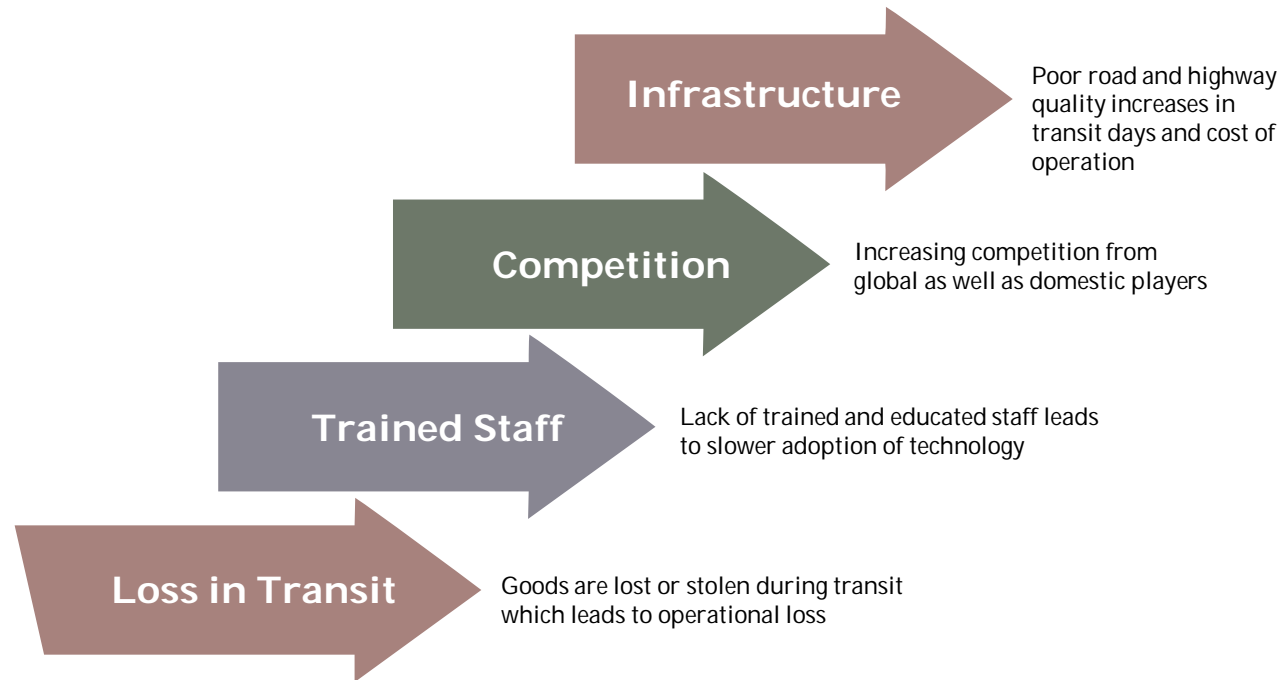 Infrastructure
Poor road and highway
quality increases in
transit days and cost of
operation
Competition
Increasing competition from
global as well as domestic players
Trained Staff
Lack of trained and educated staff leads
to slower adoption of technology
Loss in Transit
Goods are lost or stolen during transit
which leads to operational loss